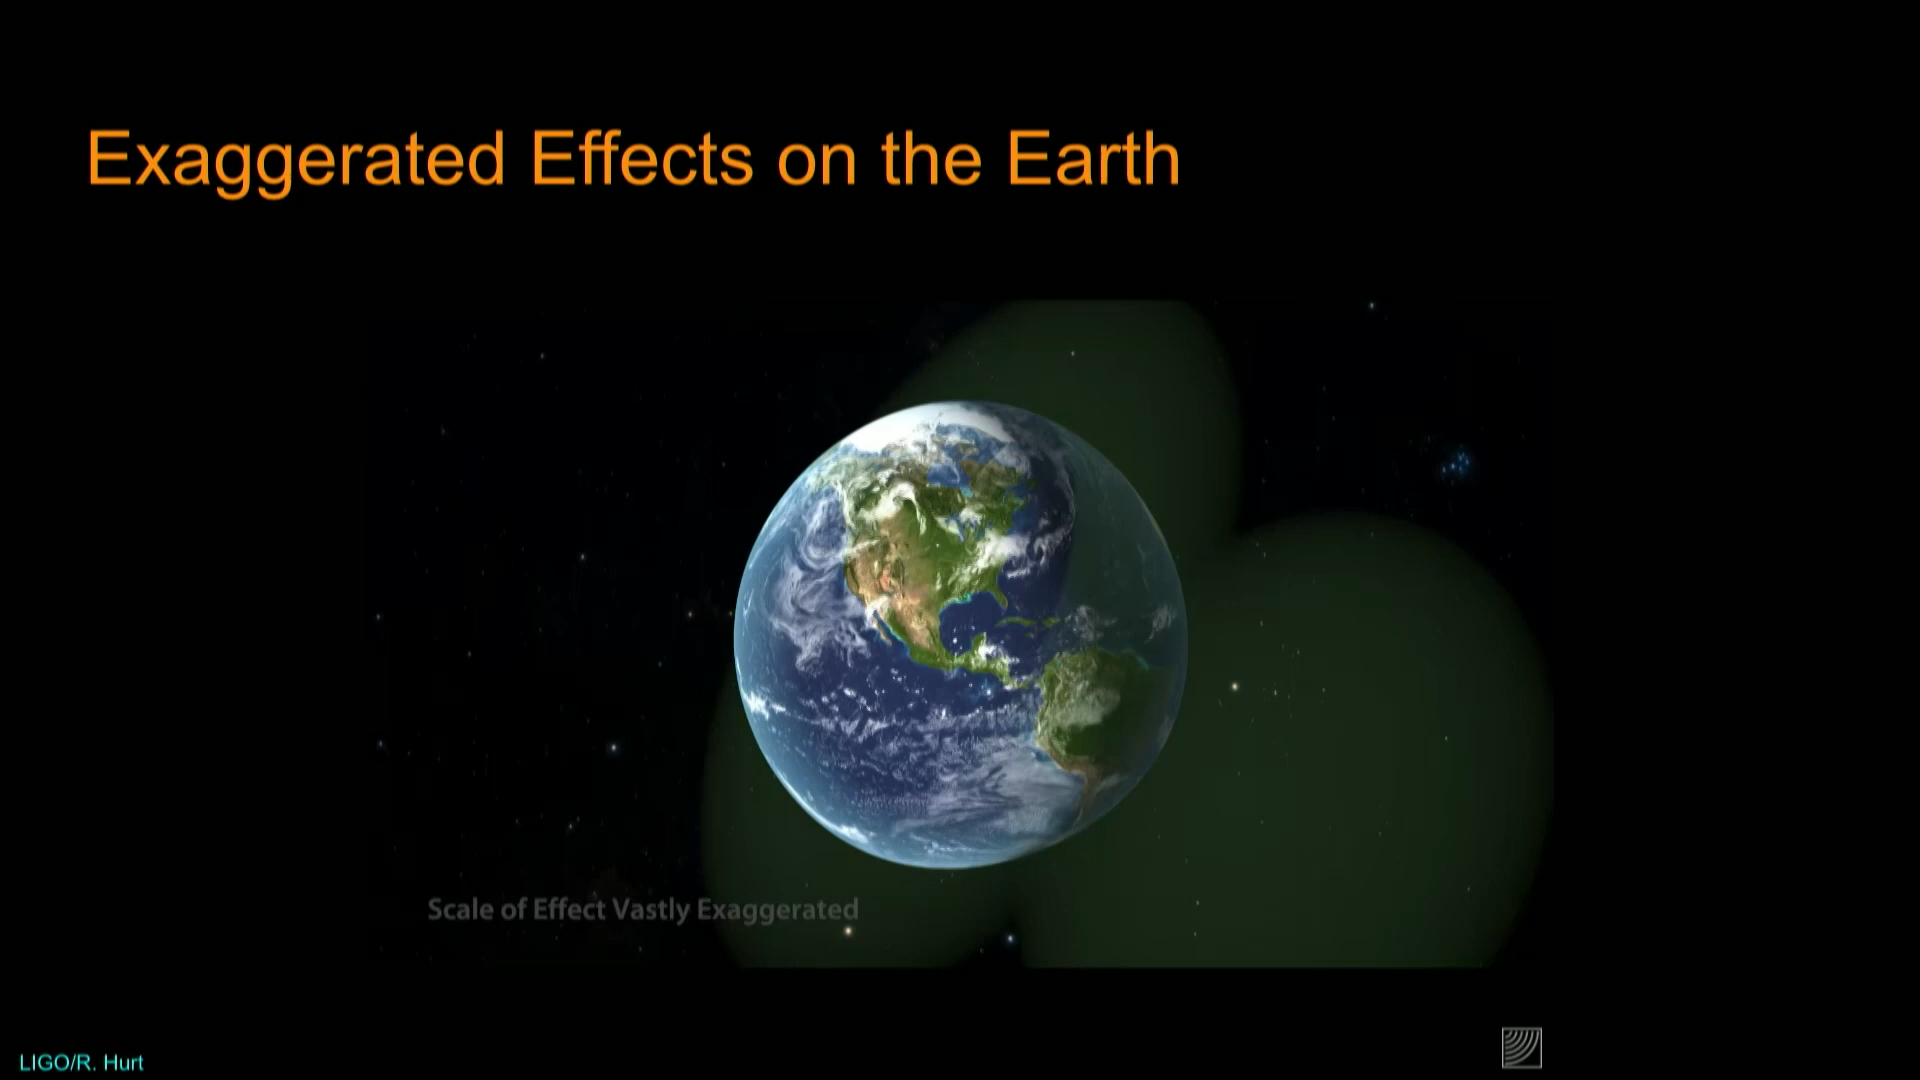 Exaggerated Effects on the Earth
Scale of Effect Vastly Exaggerated
LIGO/R. Hurt